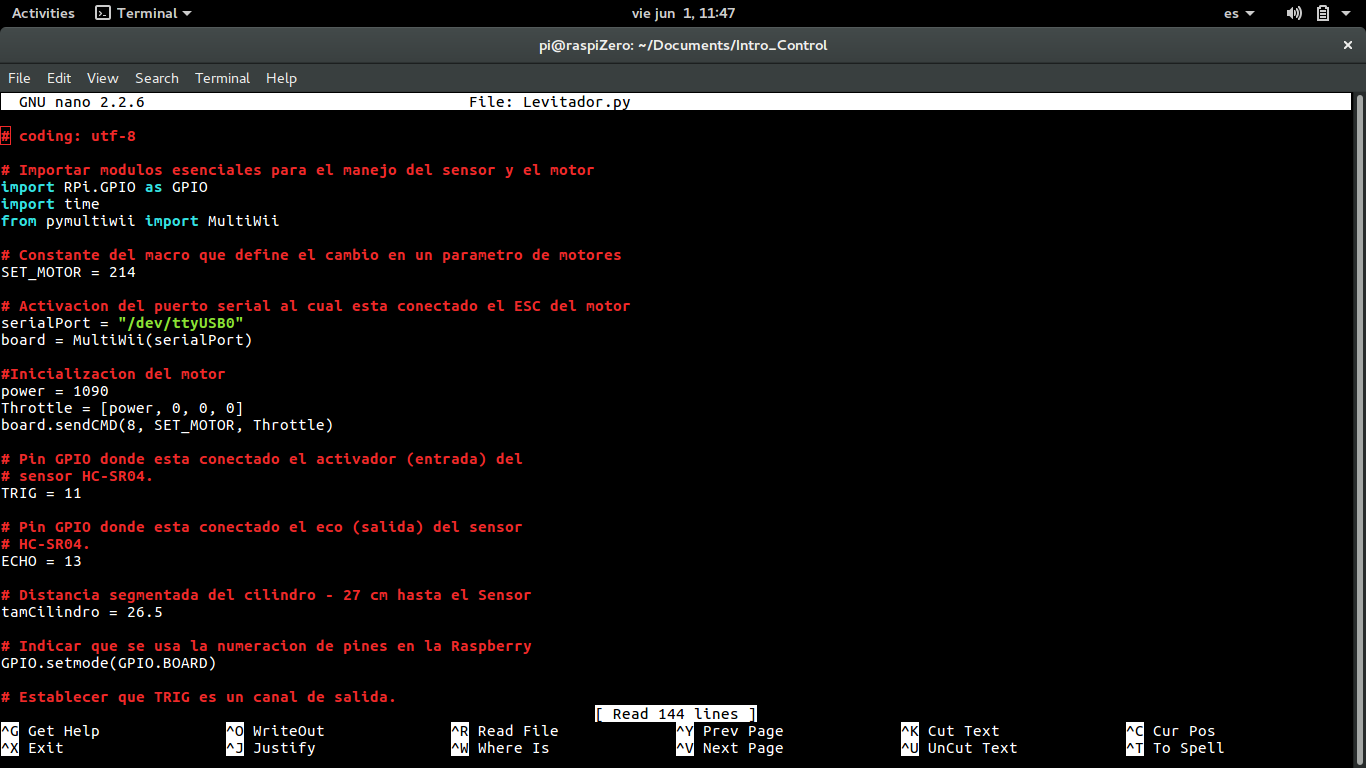 Activities Terminal vie jun 1, 11:47 es
pi@raspiZero: ~/Documents/Intro_Control ×
File Edit View Search Terminal Help
GNU nano 2.2.6 File: Levitador.py
# coding: utf-8
# Importar modulos esenciales para el manejo del sensor y el motor
import RPi.GPIO as GPIO
import time
from pymultiwii import MultiWii
# Constante del macro que define el cambio en un parametro de motores
SET_MOTOR = 214
# Activacion del puerto serial al cual esta conectado el ESC del motor
serialPort = "/dev/ttyUSB0"
board = MultiWii(serialPort)
#Inicializacion del motor
power = 1090
Throttle = [power, 0, 0, 0]
board.sendCMD(8, SET_MOTOR, Throttle)
# Pin GPIO donde esta conectado el activador (entrada) del
# sensor HC-SR04.
TRIG = 11
# Pin GPIO donde esta conectado el eco (salida) del sensor
# HC-SR04.
ECHO = 13
# Distancia segmentada del cilindro - 27 cm hasta el Sensor
tamCilindro = 26.5
# Indicar que se usa la numeracion de pines en la Raspberry
GPIO.setmode(GPIO.BOARD)
# Establecer que TRIG es un canal de salida.
[ Read 144 lines ]
^G Get Help ^O WriteOut ^R Read File ^Y Prev Page ^K Cut Text ^C Cur Pos
^X Exit ^J Justify ^W Where Is ^V Next Page ^U UnCut Text ^T To Spell